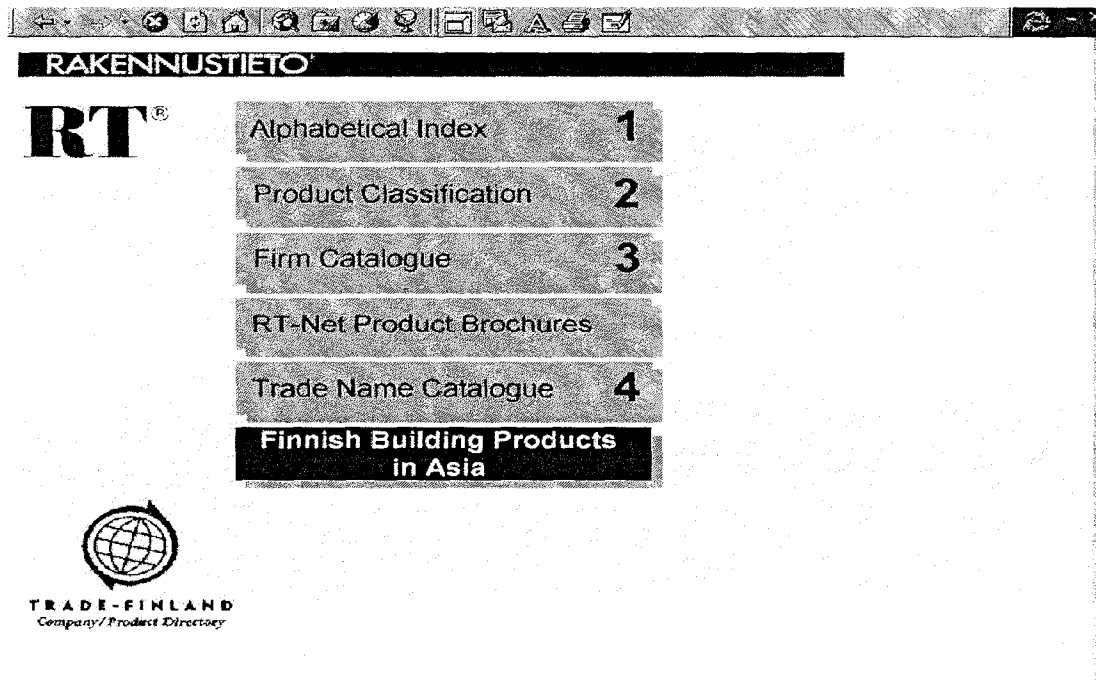 RAKENNUSTIETO®
RT®
Alphabetical Index 1
Product Classification 2
Firm Catalogue 3
RT-Net Product Brochures
Trade Name Catalogue 4
Finnish Building Products
in Asia
TRADE-FINLAND
Company/Product Directory